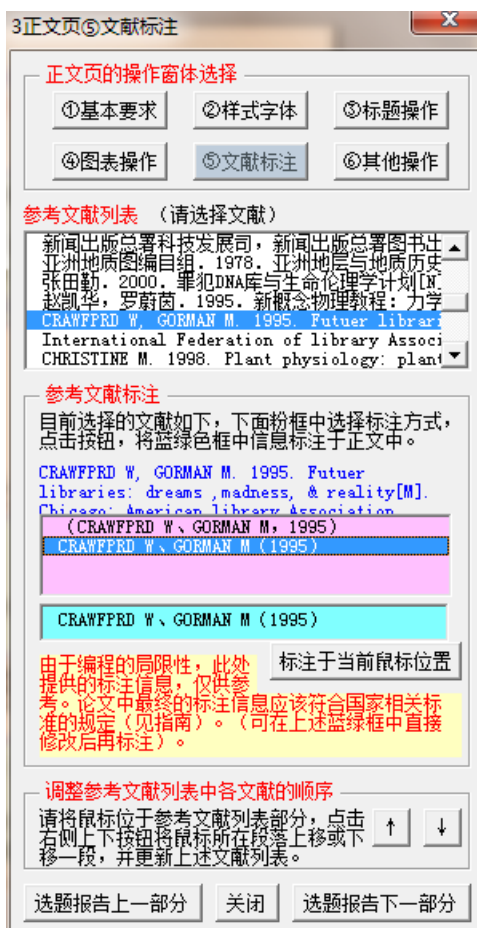 3正文页⑤文献标注
X
正文页的操作窗体选择
①基本要求 ②样式字体 ③标题操作
④图表操作 ⑤文献标注 ⑥其他操作
参考文献列表 (请选择文献)
新闻出版总署科技发展司,新闻出版总署图书出
亚洲地质图编目组. 1978. 亚洲地层与地质历史
张田勤. 2000. 罪犯DNA库与生命伦理学计划[N]
赵凯华,罗蔚茵. 1995. 新概念物理教程:力学
CRAWFPRD W, GORMAN M. 1995. Futuer librari
International Federation of library Associ
CHRISTINE M. 1998. Plant physiology: plant
参考文献标注
目前选择的文献如下,下面粉框中选择标注方式,
点击按钮,将蓝绿色框中信息标注于正文中。
CRAWFPRD W, GORMAN M. 1995. Futuer
libraries: dreams ,madness, & reality[M].
Chicago: American library Association
(CRAWFPRD W、GORMAN M, 1995)
CRAWFPRD W、GORMAN M (1995)
CRAWFPRD W、GORMAN M (1995)
标注于当前鼠标位置
由于编程的局限性,此处
提供的标注信息,仅供参
考。论文中最终的标注信息应该符合国家相关标
准的规定(见指南)。(可在上述蓝绿框中直接
修改后再标注)。
调整参考文献列表中各文献的顺序
请将鼠标位于参考文献列表部分,点击
右侧上下按钮将鼠标所在段落上移或下
移一段,并更新上述文献列表。
↑ ↓
选题报告上一部分 关闭 选题报告下一部分